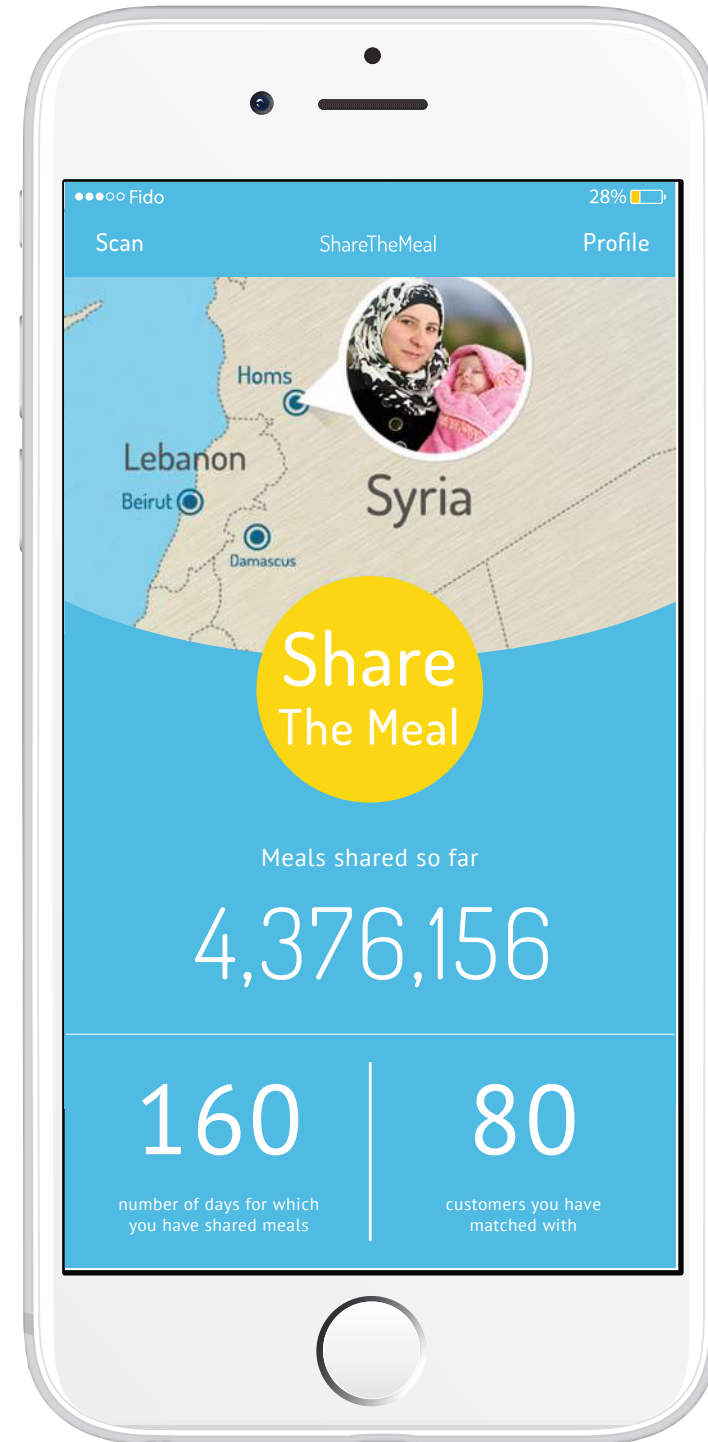 Fido 28%
Scan ShareTheMeal Profile
Homs
Lebanon
Beirut
Syria
Damascus
Share
The Meal
Meals shared so far
4,376,156
160 80
number of days for which customers you have
you have shared meals matched with